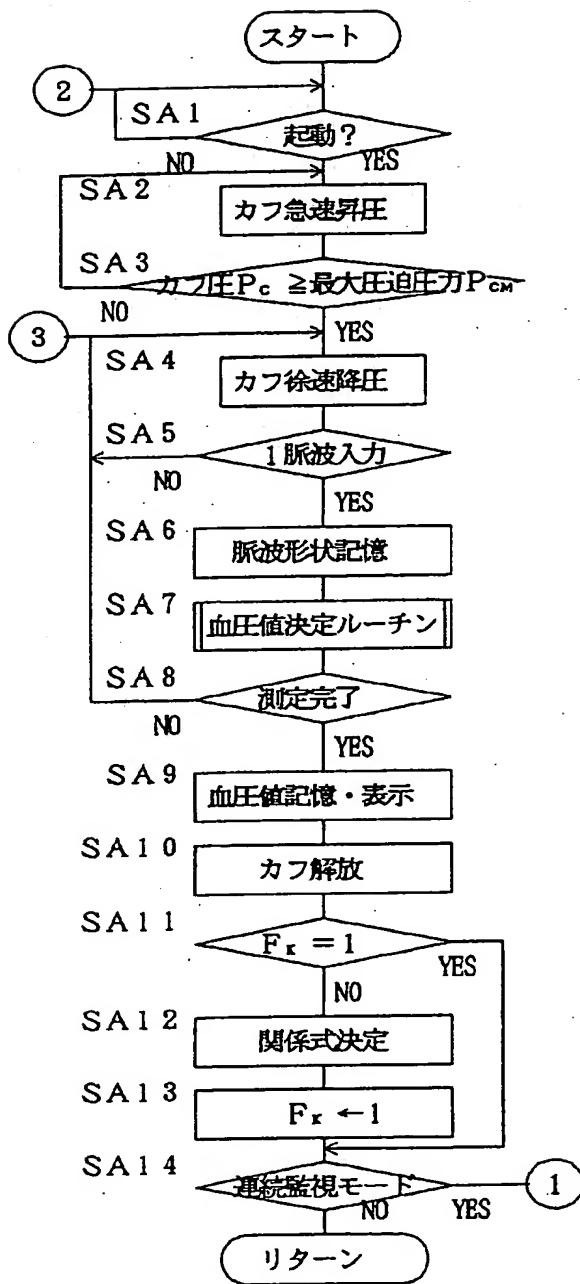 スタート
2
SA1
起動?
NO
YES
SA2
カフ急速昇圧
SA3
カフ圧PC ≧最大圧迫圧力PCM
NO
YES
3
SA4
カフ徐速降圧
SA5
1脈波入力
NO
YES
SA6
脈波形状記憶
SA7
血圧値決定ルーチン
SA8
測定完了
NO
YES
SA9
血圧値記憶・表示
SA10
カフ解放
SA11
FK =1
YES
NO
SA12
関係式決定
SA13
FK ←1
SA14
連続監視モード
1
NO
YES
リターン